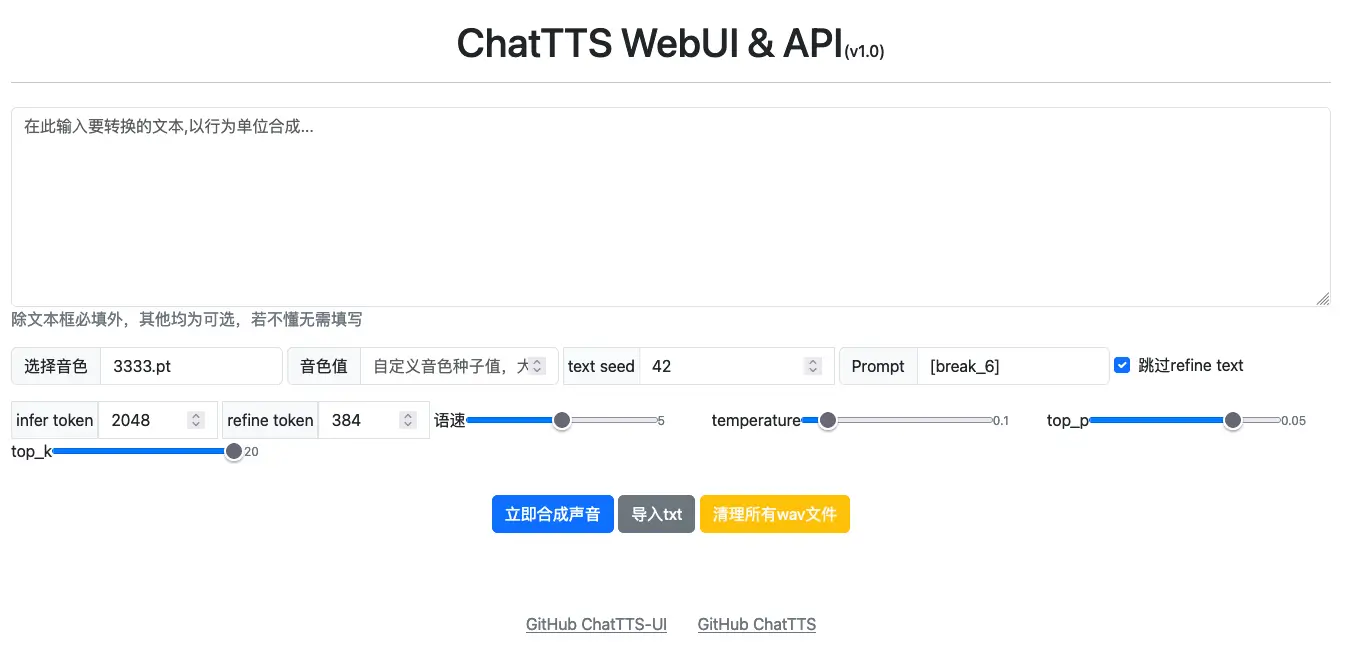 ChatTTS WebUI & API(v1.0)
在此输入要转换的文本,以行为单位合成...
除文本框必填外，其他均为可选，若不懂无需填写
选择音色 3333.pt 音色值 自定义音色种子值，大 text seed 42 Prompt [break_6] 跳过refine text
infer token 2048 refine token 384 语速 5 temperature 0.1 top_p 0.05
top_k 20
立即合成声音 导入txt 清理所有wav文件
GitHub ChatTTS-UI GitHub ChatTTS